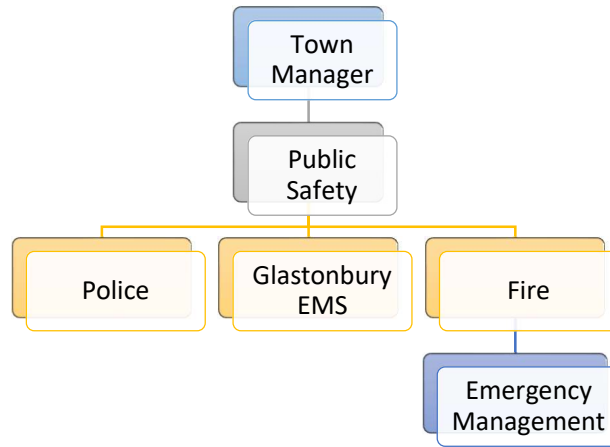 Town
Manager
Public
Safety
Police
Glastonbury
EMS
Fire
Emergency
Management